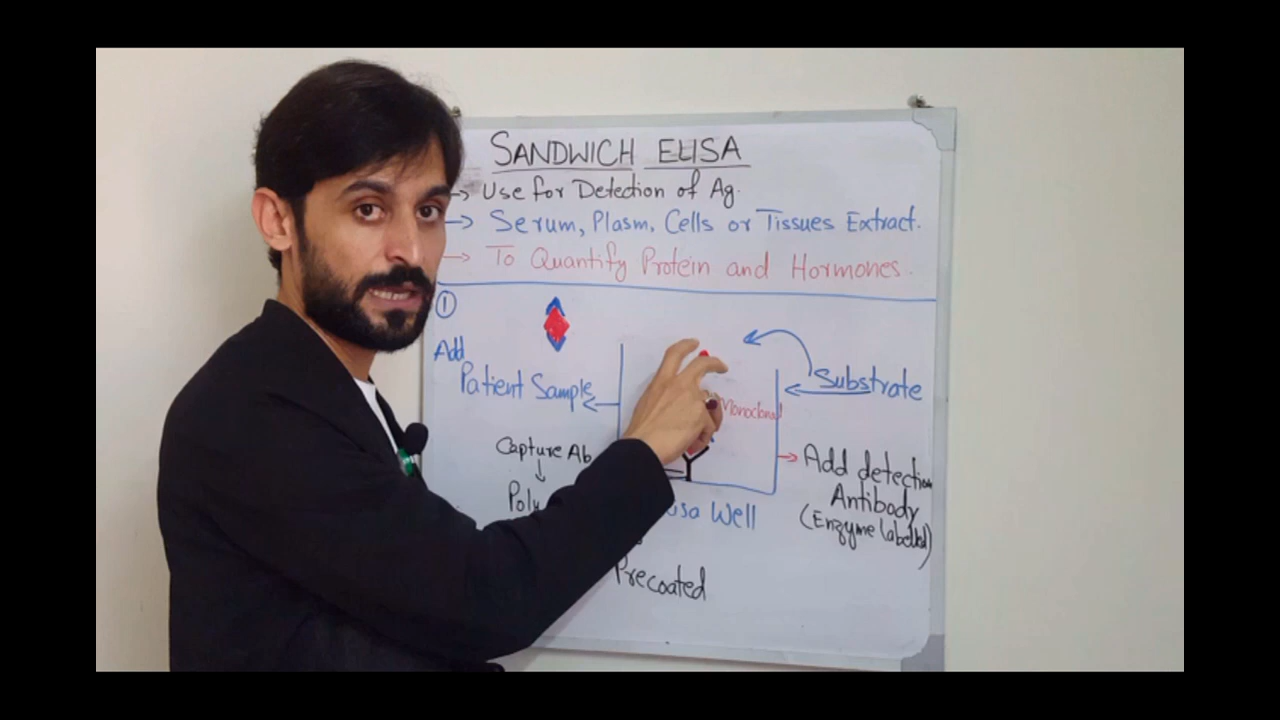 SANDWICH ELISA
→ Use for Detection of Ag.
→ Serum, Plasm, Cells or Tissues Extract.
→ To Quantify Protein and Hormones.
①
Add
Patient Sample
Capture Ab
Poly
Monoclonal
Well
Precoated
Substrate
Add detection
Antibody
(Enzyme labelled)